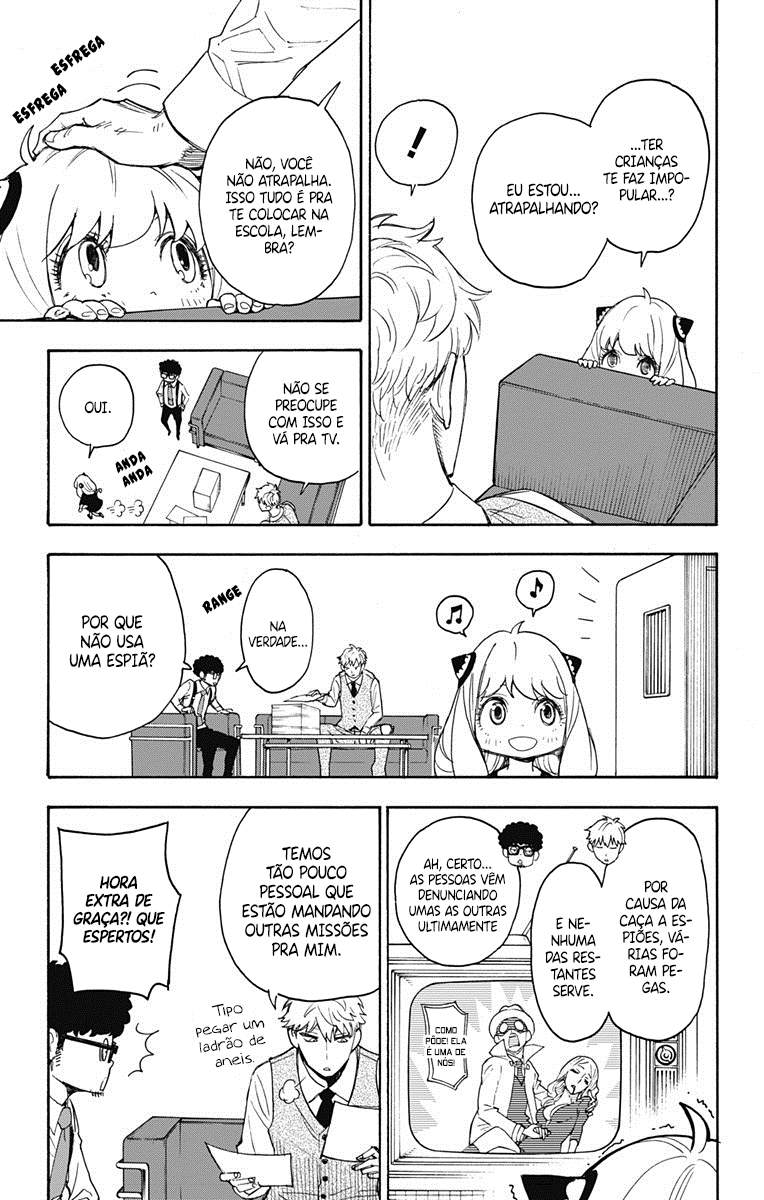 ...TER
CRIANÇAS
TE FAZ IMPO-
PULAR...?
EU ESTOU...
ATRAPALHANDO?
!
ESFREGA
ESFREGA
NÃO, VOCÊ
NÃO ATRAPALHA.
ISSO TUDO É PRA
TE COLOCAR NA
ESCOLA, LEM-
BRA?
NÃO SE
PREOCUPE
COM ISSO E
VÁ PRA TV.
OUI.
ANDA
ANDA
NA
VERDADE...
RANGE
POR QUE
NÃO USA
UMA ESPIÃ?
POR
CAUSA DA
CAÇA A ES-
PIÕES, VÁ-
RIAS FO-
RAM PE-
GAS.
E NE-
NHUMA
DAS RES-
TANTES
SERVE.
AH, CERTO...
AS PESSOAS VÊM
DENUNCIANDO
UMAS AS OUTRAS
ULTIMAMENTE
COMO
PÔDE! ELA
É UMA DE
NÓS!
TEMOS
TÃO POUCO
PESSOAL QUE
ESTÃO MANDANDO
OUTRAS MISSÕES
PRA MIM.
TIPO
PEGAR UM
LADRÃO DE
ANEIS.
HORA
EXTRA DE
GRAÇA?! QUE
ESPERTOS!